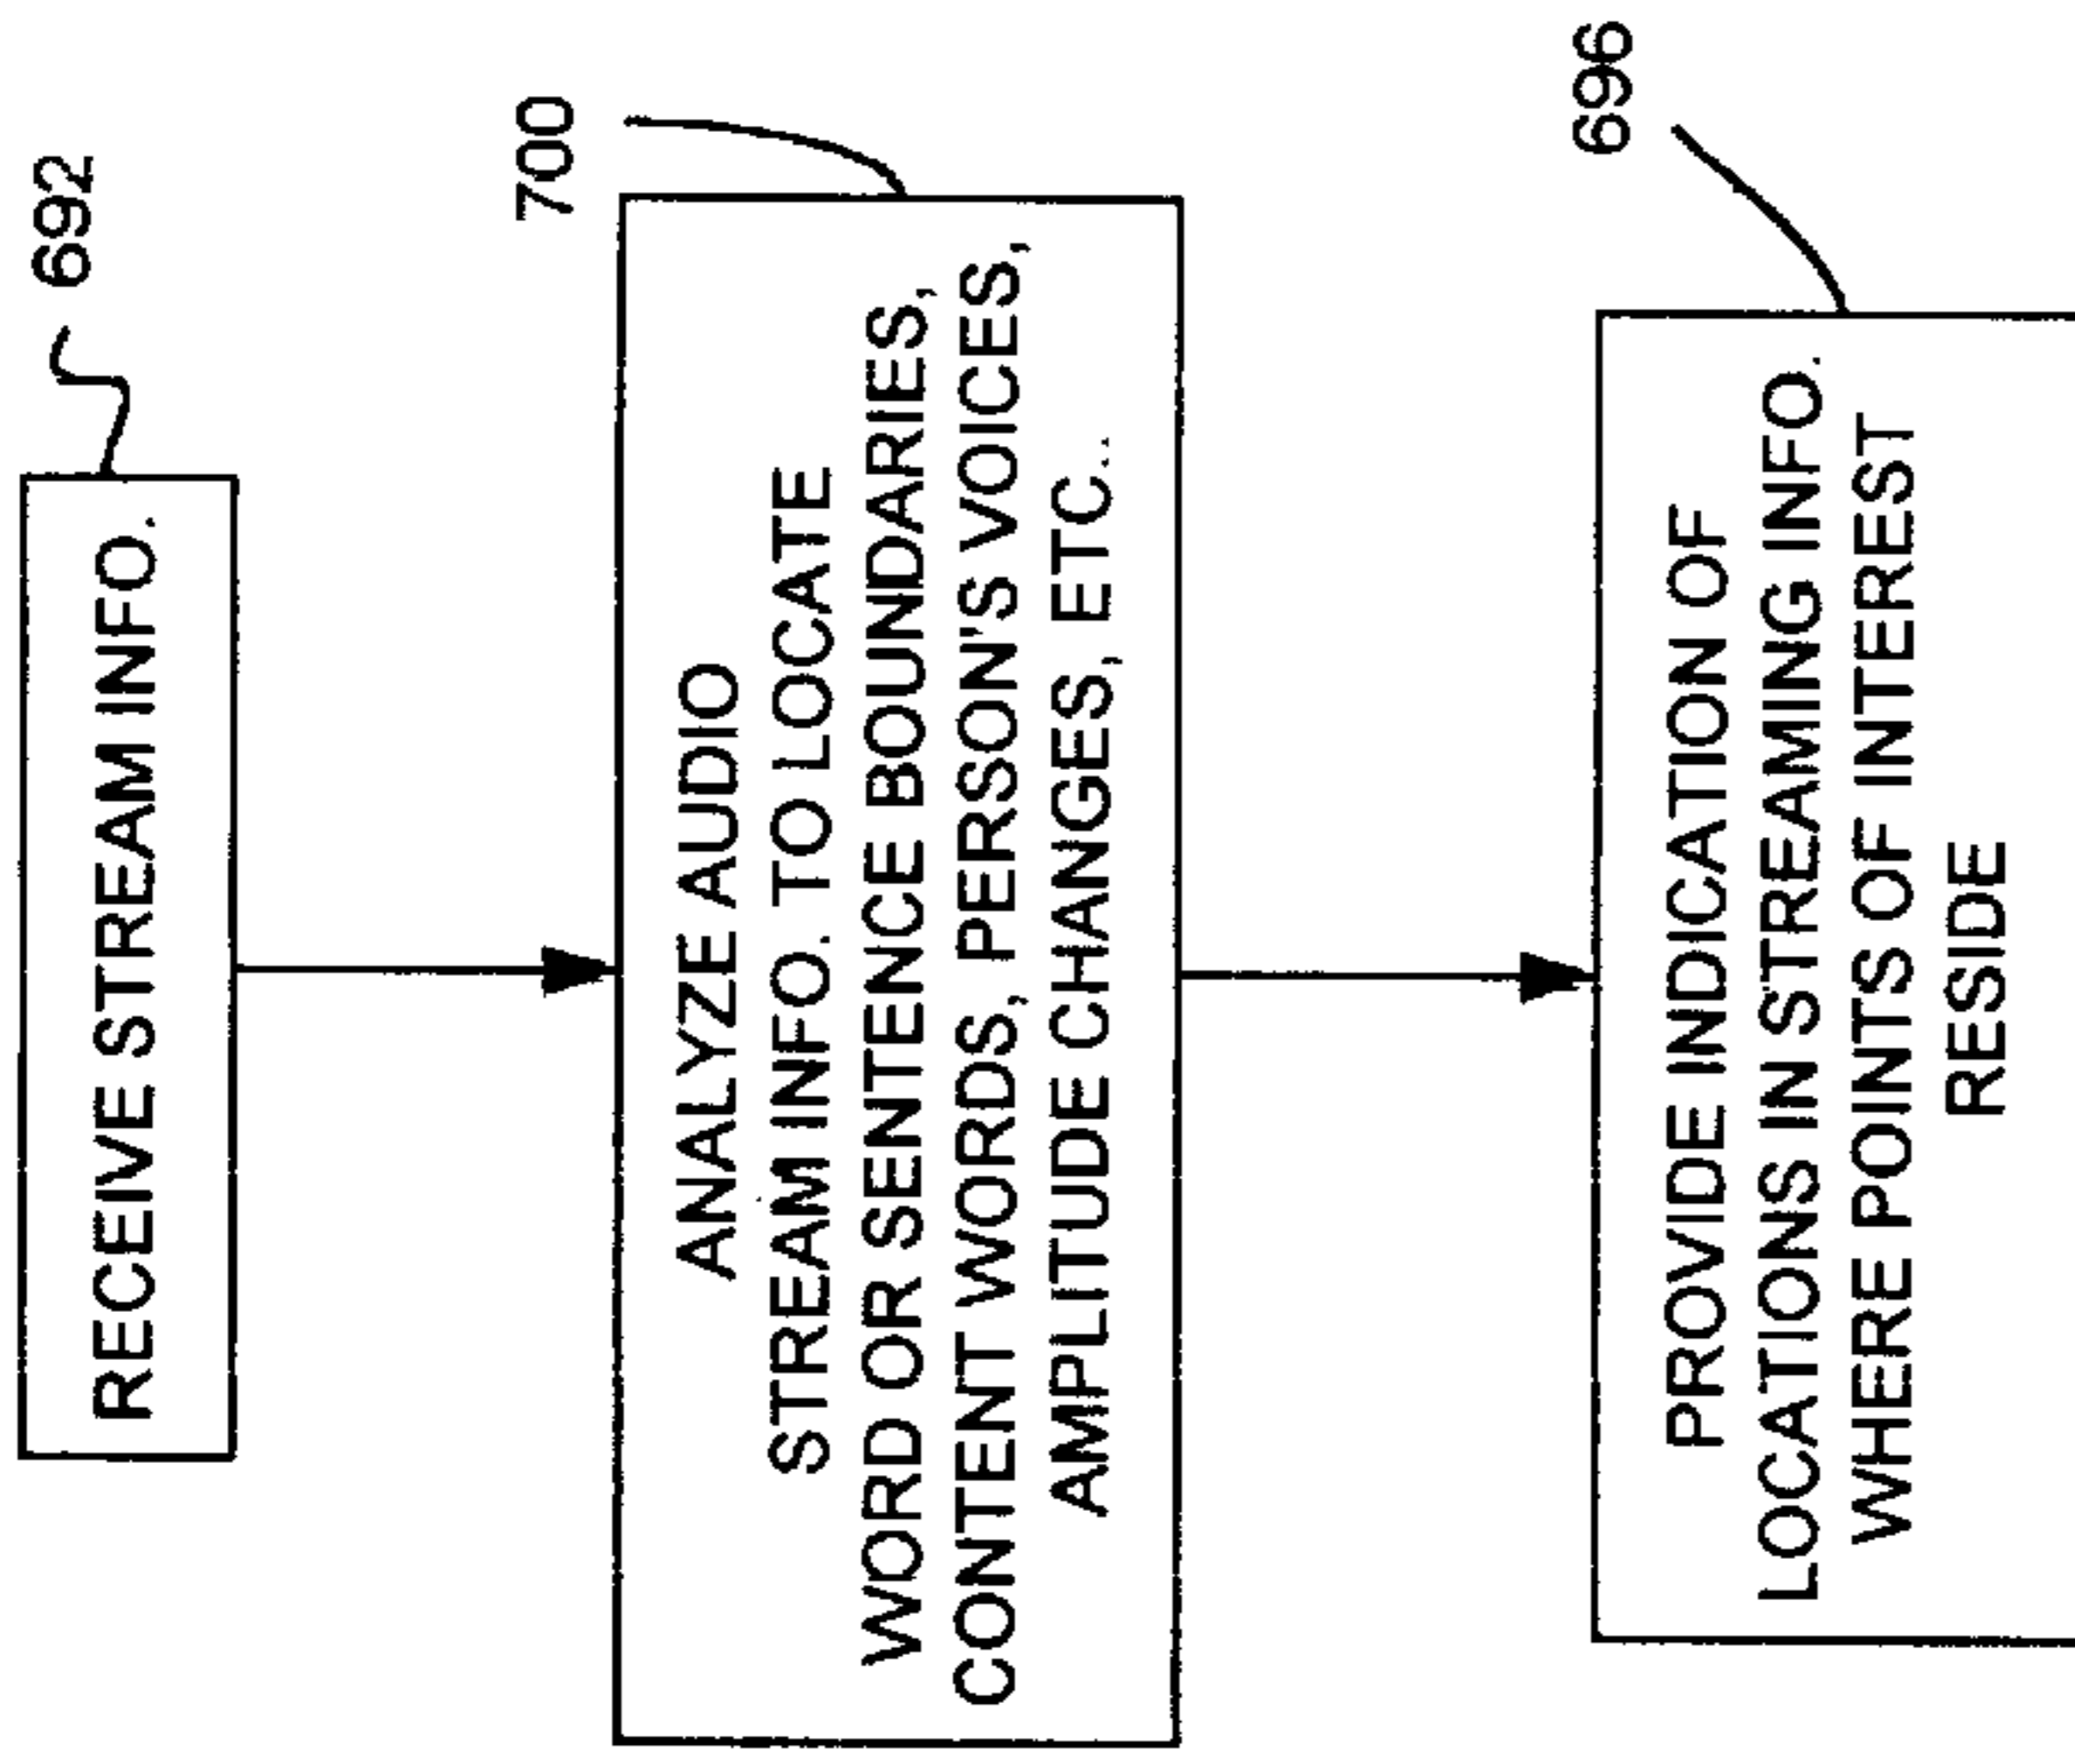 692
RECEIVE STREAM INFO.
700
ANALYZE AUDIO
STREAM INFO. TO LOCATE
WORD OR SENTENCE BOUNDARIES,
CONTENT WORDS, PERSON'S VOICES,
AMPLITUDE CHANGES, ETC..
696
PROVIDE INDICATION OF
LOCATIONS IN STREAMING INFO.
WHERE POINTS OF INTEREST
RESIDE